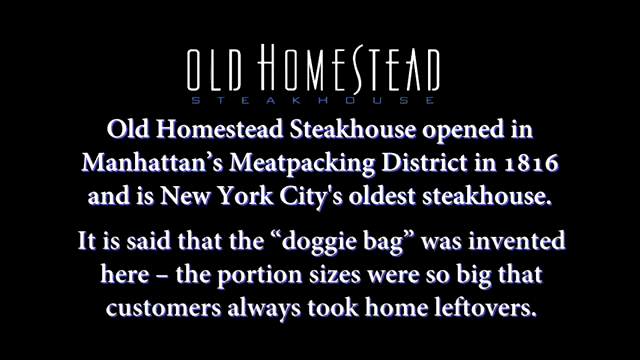 OLD HOMESTEAD
STEAKHOUSE
Old Homestead Steakhouse opened in
Manhattan’s Meatpacking District in 1816
and is New York City's oldest steakhouse.
It is said that the “doggie bag” was invented
here – the portion sizes were so big that
customers always took home leftovers.